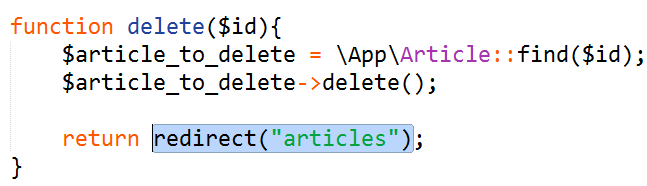 function delete($id){
    $article_to_delete = \App\Article::find($id);
    $article_to_delete->delete();

    return redirect("articles");
}